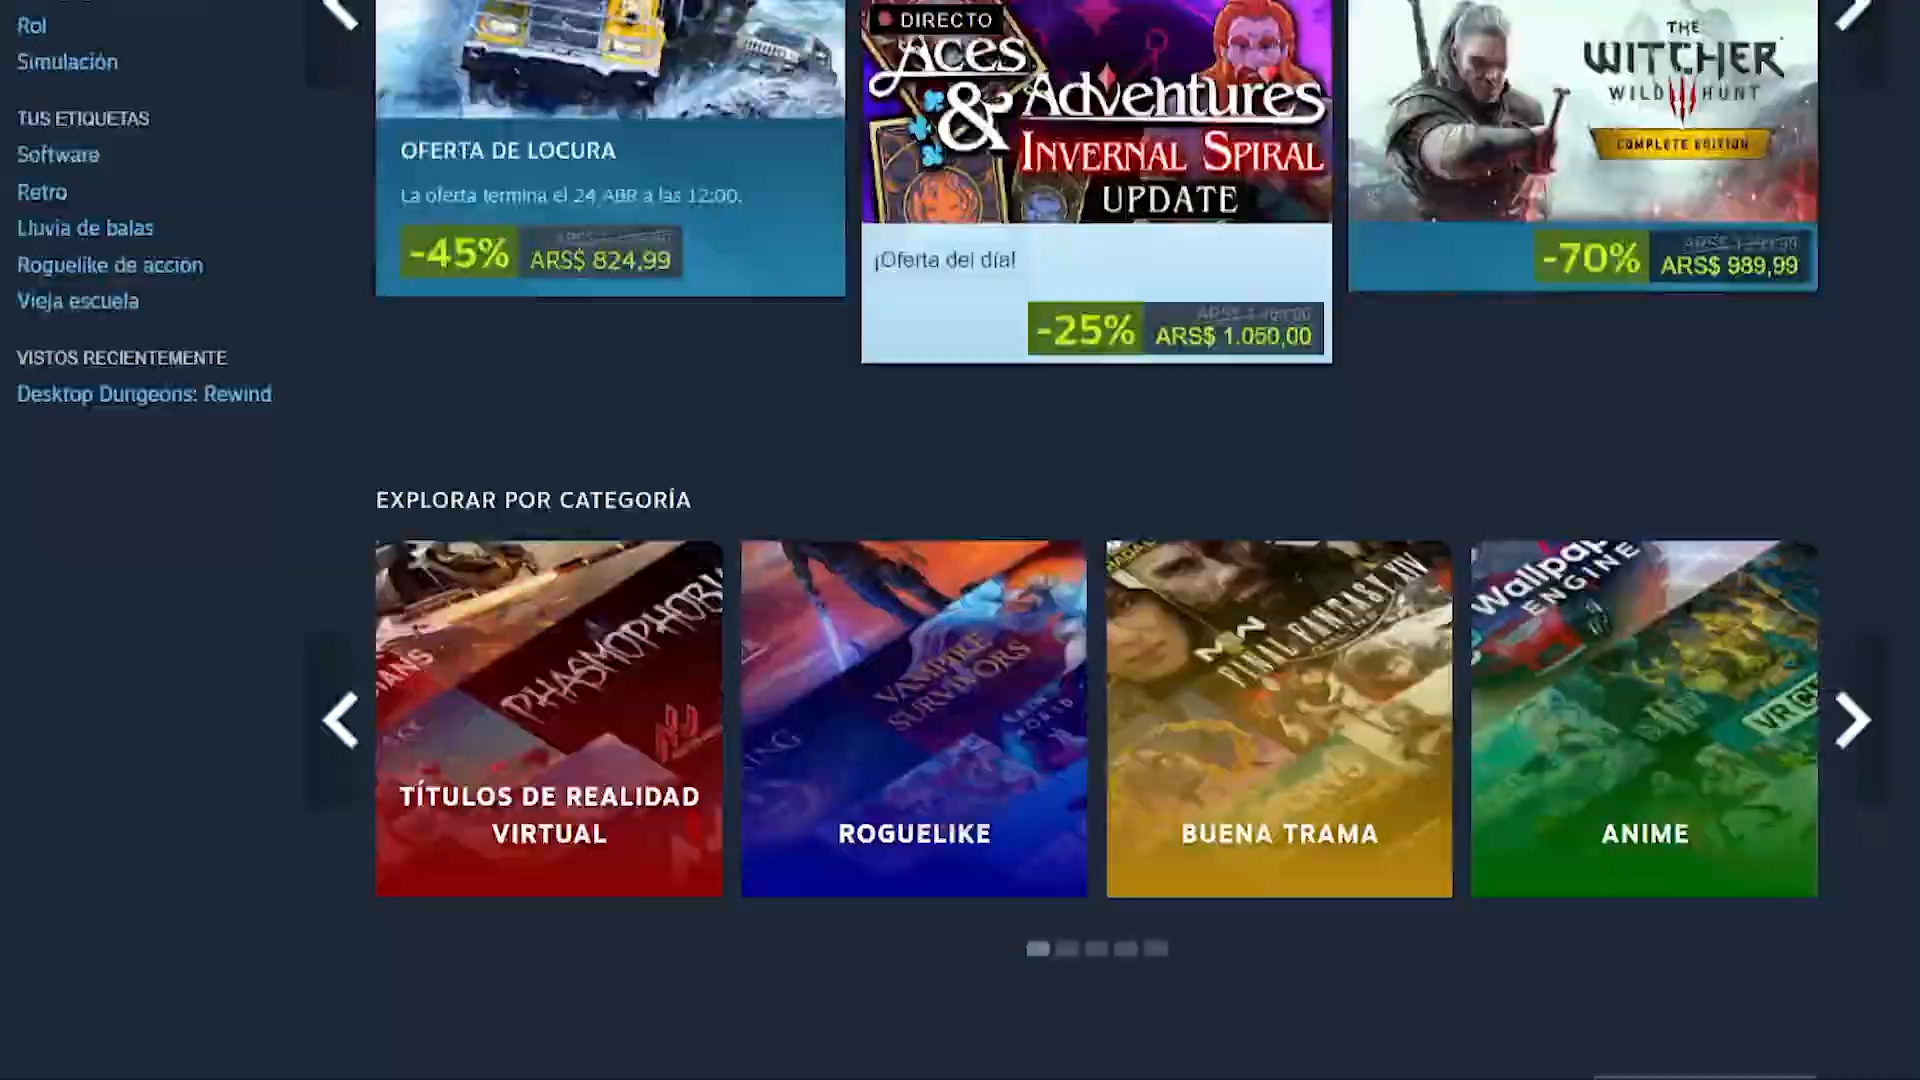 Rol
Simulación
TUS ETIQUETAS
Software
Retro
Lluvia de balas
Roguelike de acción
Vieja escuela
VISTOS RECIENTEMENTE
Desktop Dungeons: Rewind
OFERTA DE LOCURA
La oferta termina el 24 ABR a las 12:00.
-45%
ARS$ 824,99
DIRECTO
Aces
& Adventures
INVERNAL SPIRAL
UPDATE
¡Oferta del día!
-25%
ARS$ 1.050,00
THE
WITCHER
WILD HUNT
COMPLETE EDITION
-70%
ARS$ 989,99
EXPLORAR POR CATEGORÍA
PHASMOPHOBI
TÍTULOS DE REALIDAD
VIRTUAL
VAMPIRE
SURVIVORS
ROGUELIKE
FINAL FANTASY XIV
BUENA TRAMA
Wallpap
ENGINE
VRC
ANIME